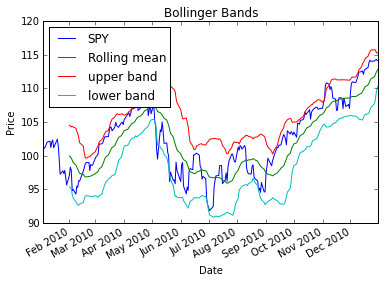 Bollinger Bands
120
115
110
105
100
95
90
Price
SPY
Rolling mean
upper band
lower band
Feb 2010
Mar 2010
Apr 2010
May 2010
Jun 2010
Jul 2010
Aug 2010
Sep 2010
Oct 2010
Nov 2010
Dec 2010
Date